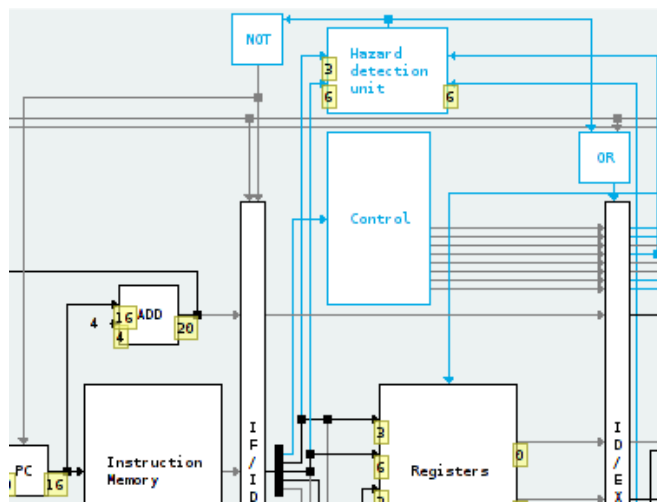 NOT
Hazard
detection
unit
3
6
6
OR
Control
16
ADD
4
4
20
PC
16
Instruction
Memory
I
F
/
I
D
3
6
Registers
0
I
D
/
E
X